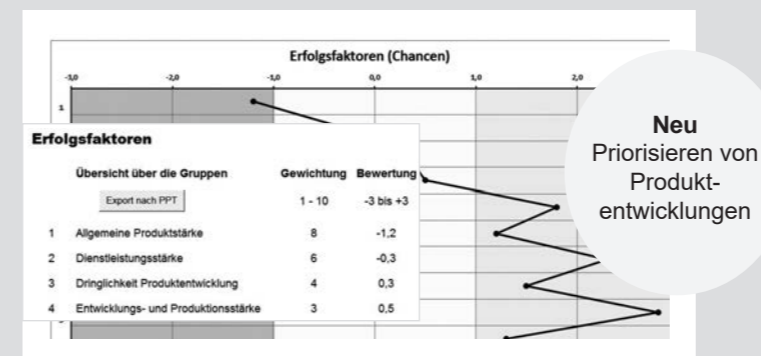 Erfolgsfaktoren (Chancen)
-3,0 -2,0 -1,0 0,0 1,0 2,0
1
Erfolgsfaktoren
Übersicht über die Gruppen Gewichtung Bewertung
Export nach PPT 1 - 10 -3 bis +3
1 Allgemeine Produktstärke 8 -1,2
2 Dienstleistungsstärke 6 -0,3
3 Dringlichkeit Produktentwicklung 4 0,3
4 Entwicklungs- und Produktionsstärke 3 0,5
Neu
Priorisieren von
Produkt-
entwicklungen